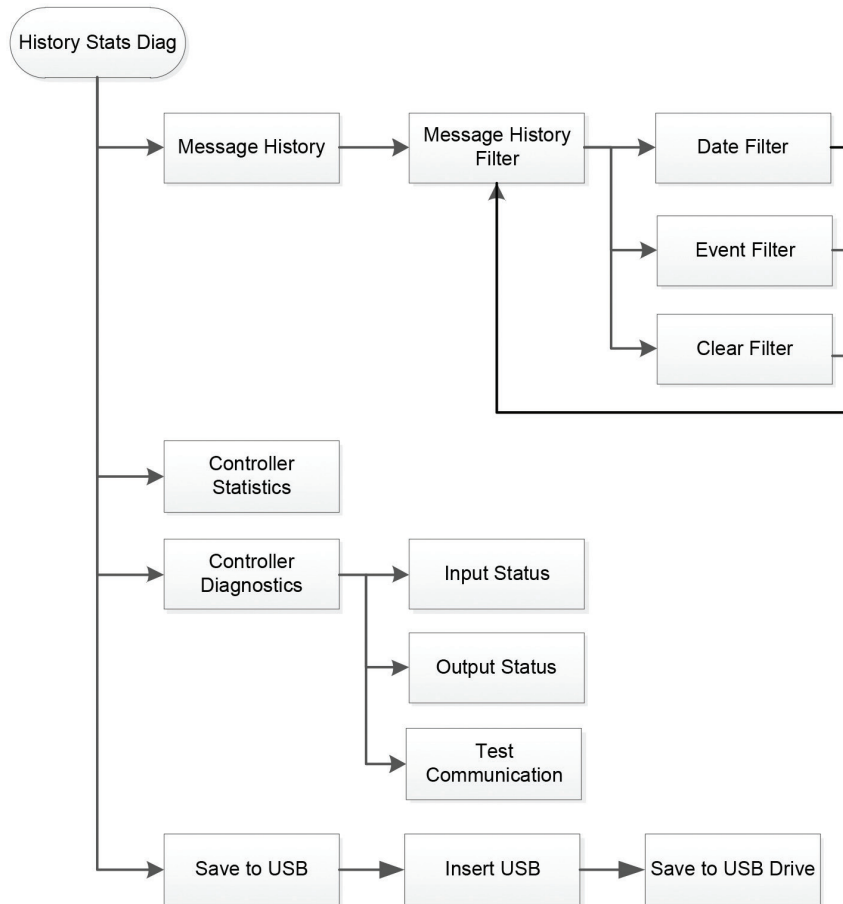 History Stats Diag
Message History
Message History
Filter
Date Filter
Event Filter
Clear Filter
Controller
Statistics
Controller
Diagnostics
Input Status
Output Status
Test
Communication
Save to USB
Insert USB
Save to USB Drive